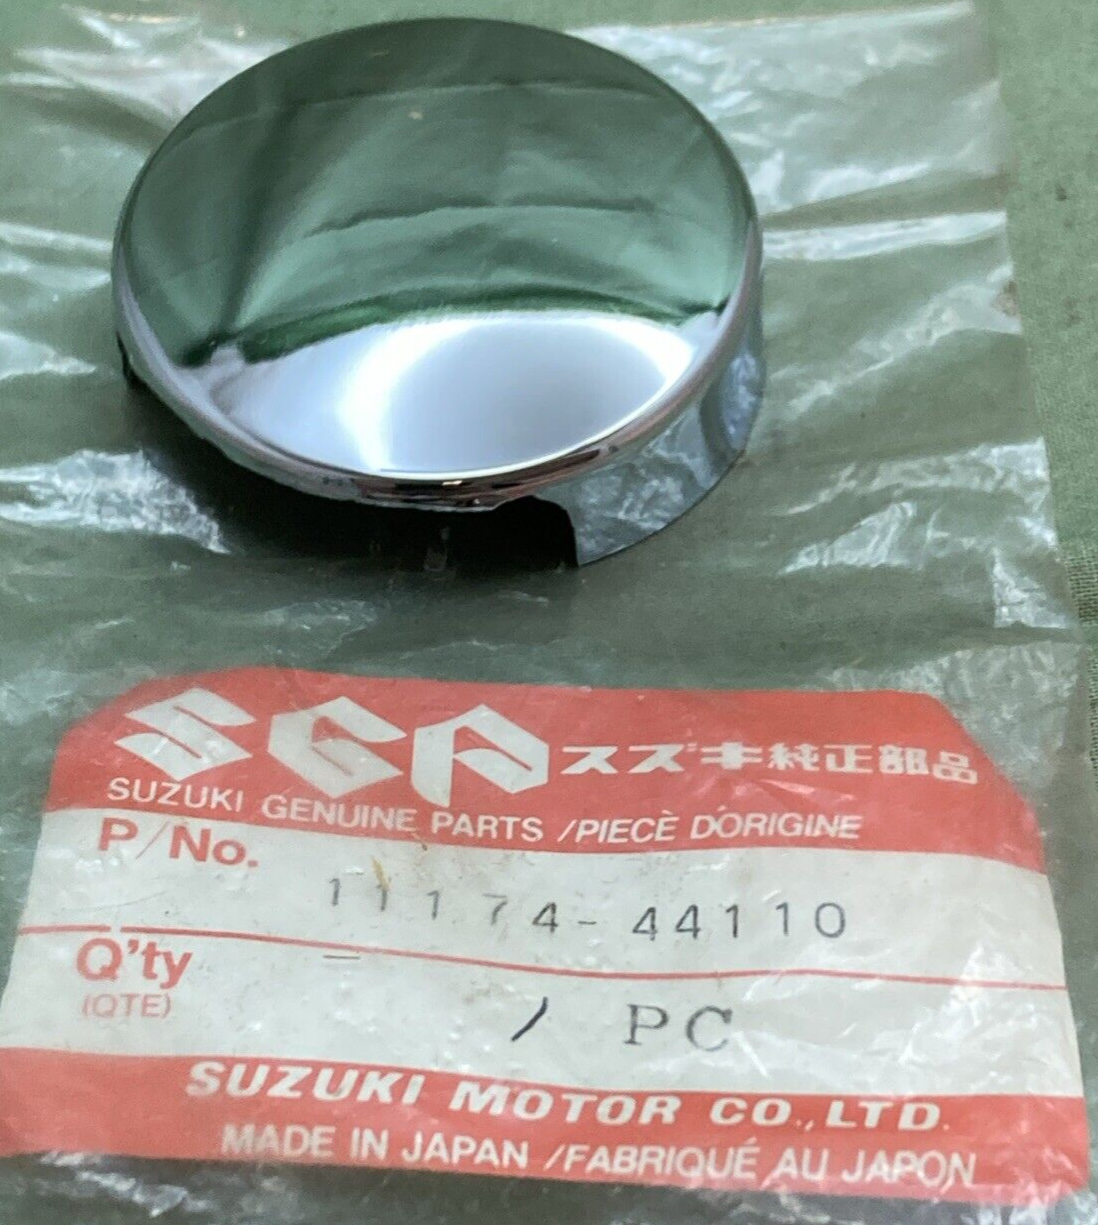 SGP スズキ純正部品
SUZUKI GENUINE PARTS /PIECÈ D'ORIGINE
P/No.
11174-44110
Q'ty
(QTE)
1 PC
SUZUKI MOTOR CO., LTD.
MADE IN JAPAN /FABRIQUÉ AU JAPON